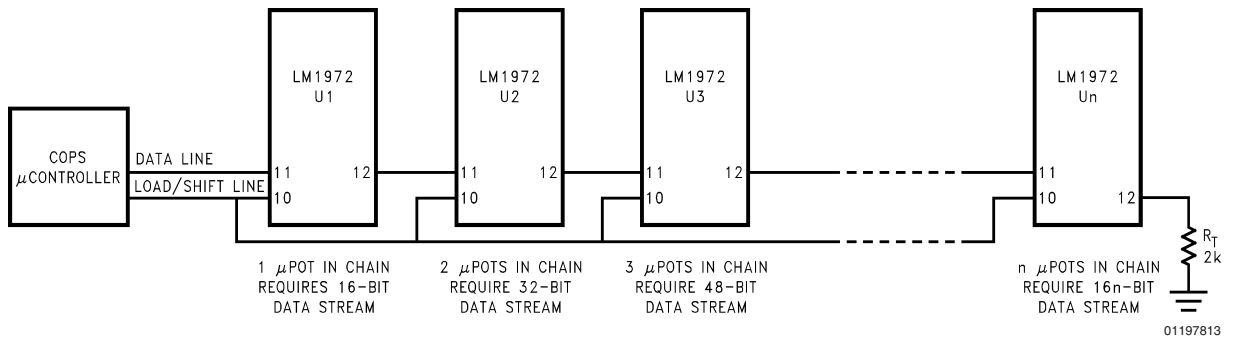 LM1972
U1
LM1972
U2
LM1972
U3
LM1972
Un
COPS
μCONTROLLER
DATA LINE
LOAD/SHIFT LINE
11
12
10
11
12
10
11
12
10
11
10
12
RT
2k
1 μPOT IN CHAIN
REQUIRES 16-BIT
DATA STREAM
2 μPOTS IN CHAIN
REQUIRE 32-BIT
DATA STREAM
3 μPOTS IN CHAIN
REQUIRE 48-BIT
DATA STREAM
n μPOTS IN CHAIN
REQUIRE 16n-BIT
DATA STREAM
01197813